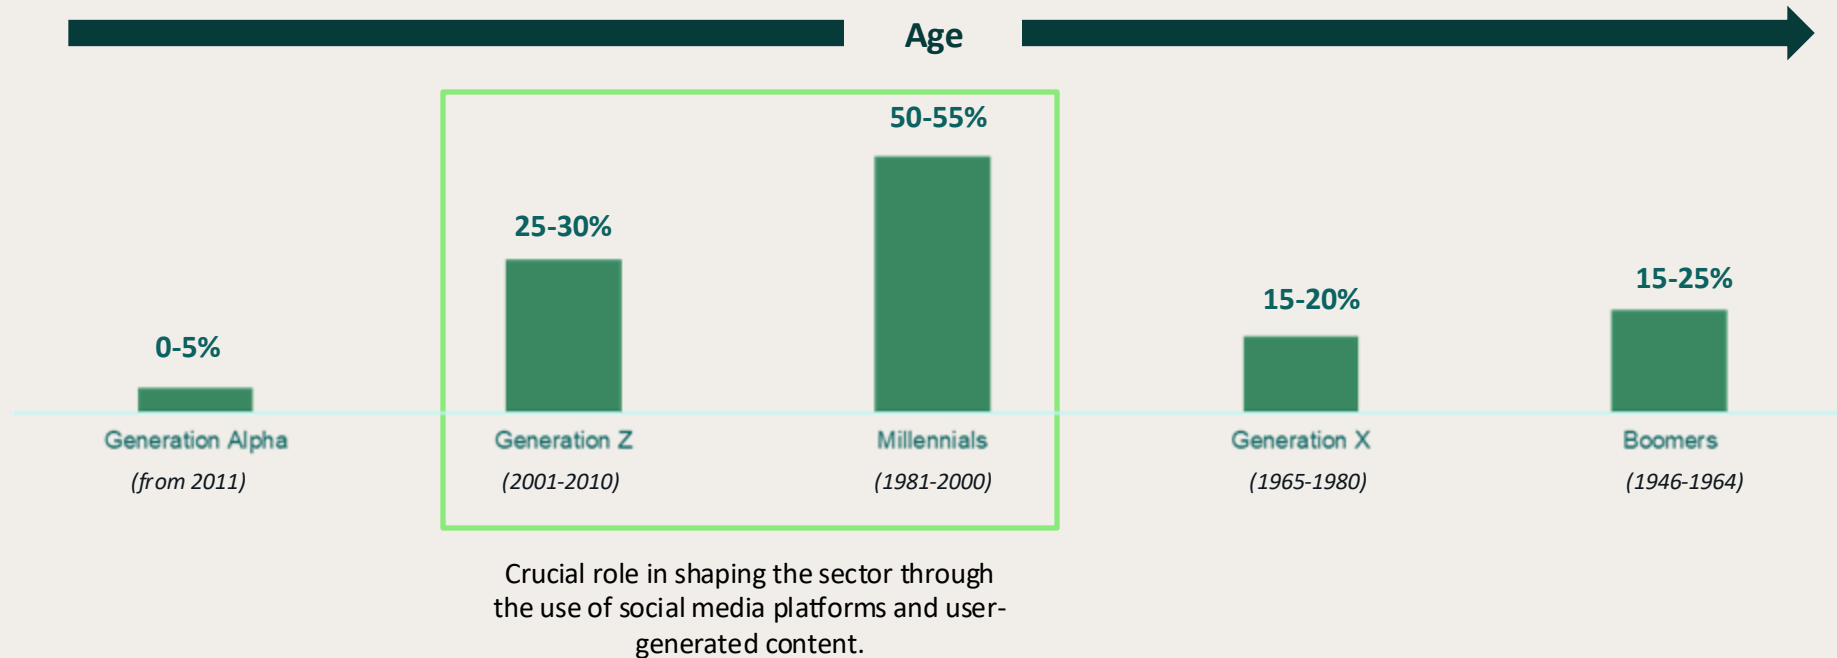 Age
50-55%
25-30%
15-25%
15-20%
0-5%
Generation Alpha
Generation Z
Millennials
Generation X
Boomers
(from 2011)
(2001-2010)
(1981-2000)
(1965-1980)
(1946-1964)
Crucial role in shaping the sector through
the use of social media platforms and user-
generated content.